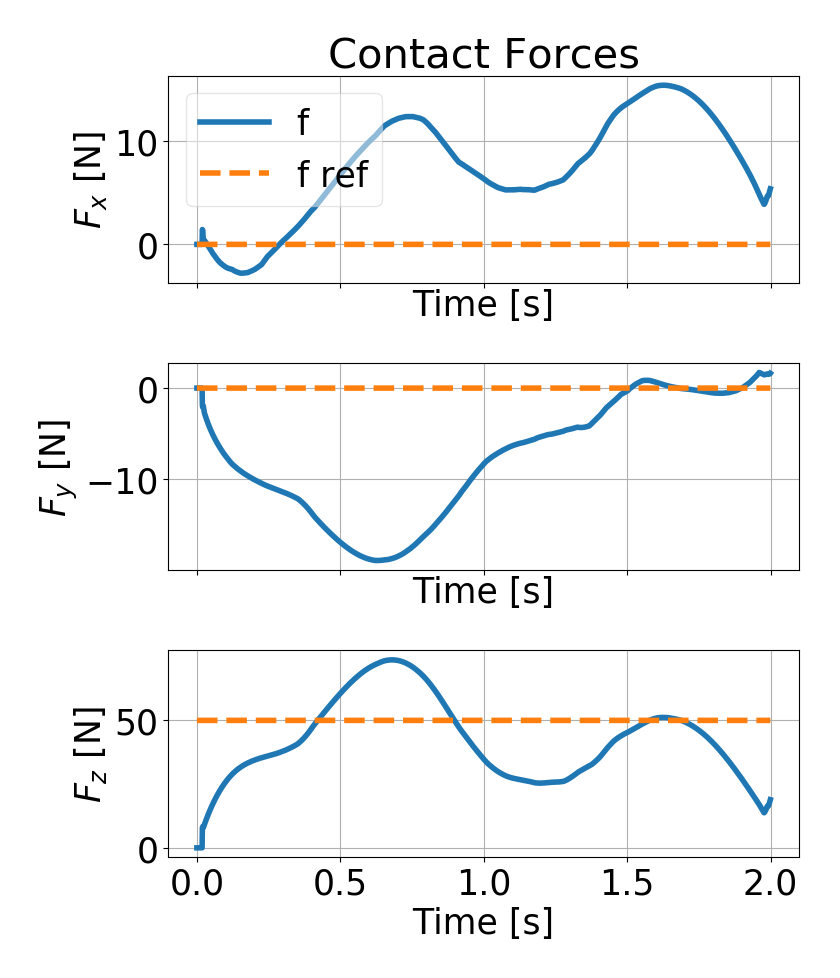 Contact Forces
F_x [N]
10
0
f
f ref
Time [s]
F_y [N]
0
−10
Time [s]
F_z [N]
50
0
0.0 0.5 1.0 1.5 2.0
Time [s]